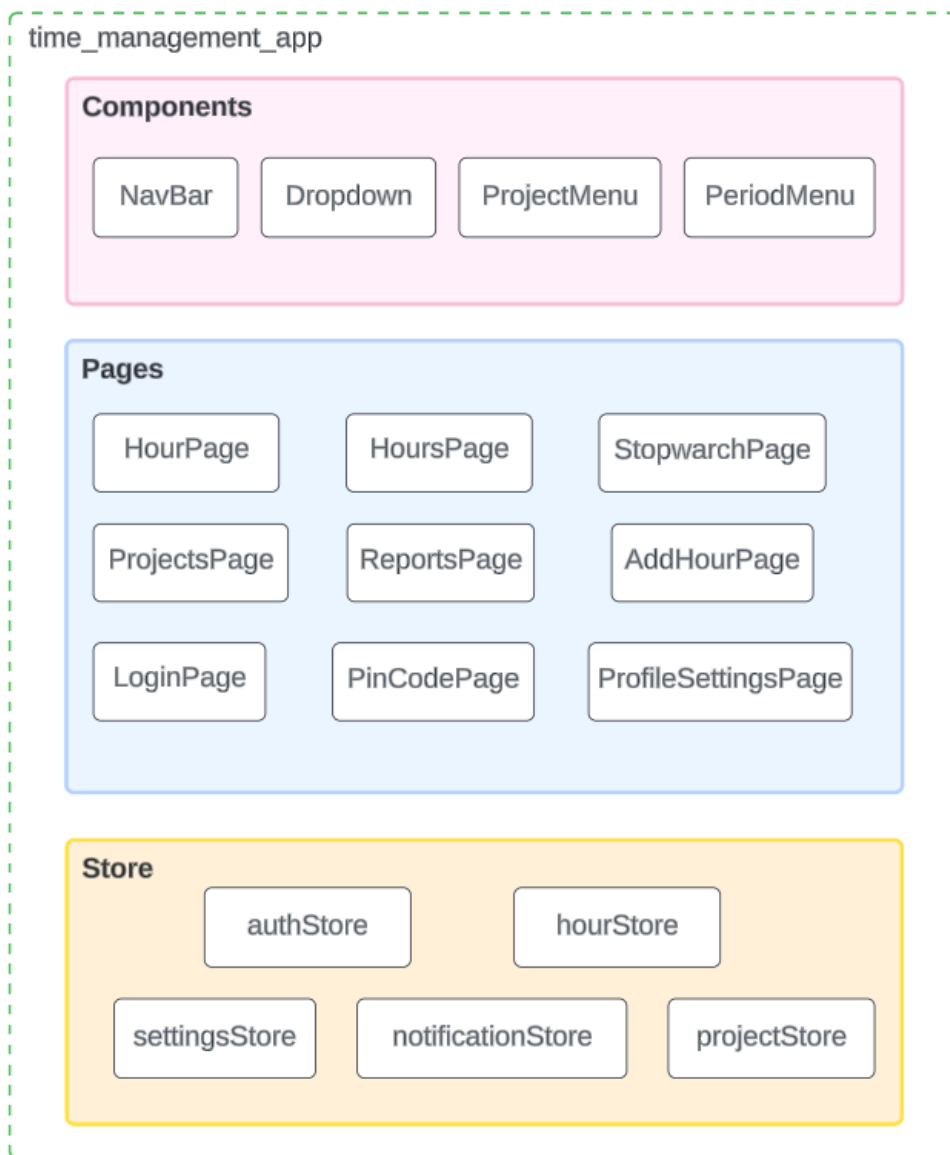 time_management_app
Components
NavBar
Dropdown
ProjectMenu
PeriodMenu
Pages
HourPage
HoursPage
StopwarchPage
ProjectsPage
ReportsPage
AddHourPage
LoginPage
PinCodePage
ProfileSettingsPage
Store
authStore
hourStore
settingsStore
notificationStore
projectStore